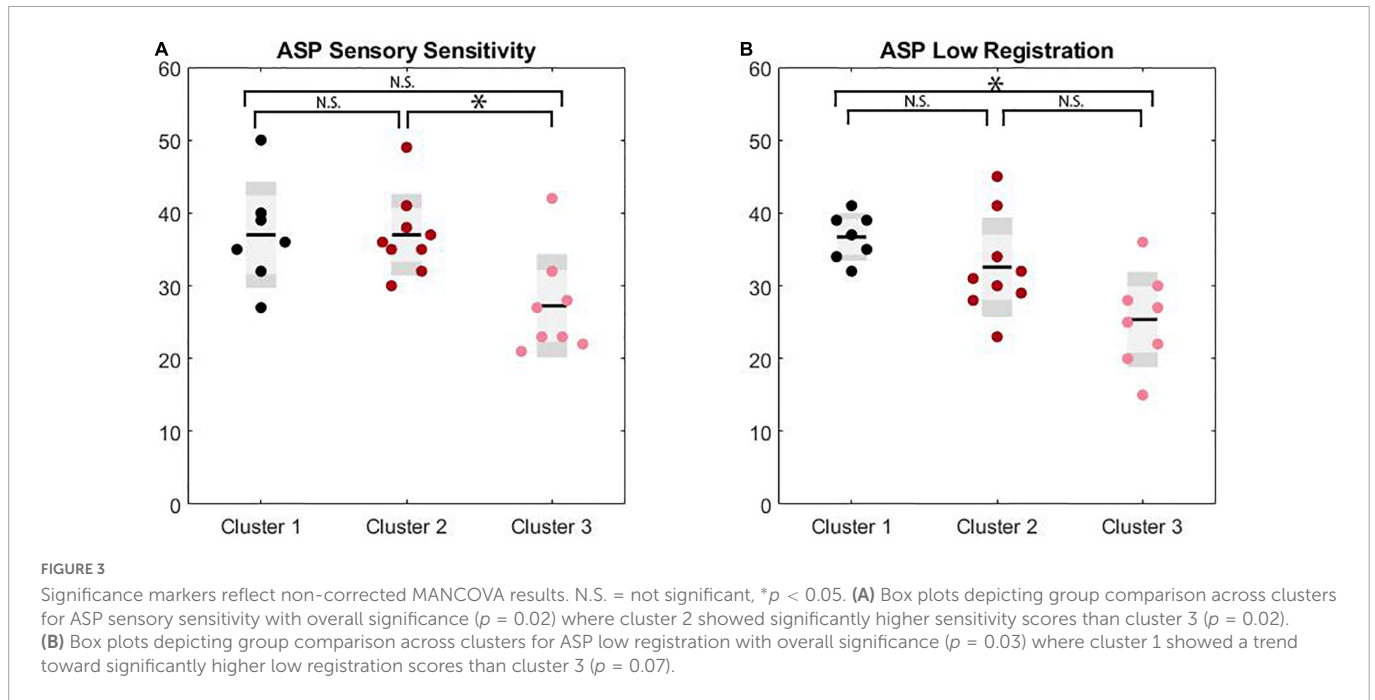 A
ASP Sensory Sensitivity
60
50
40
30
20
10
0
N.S.
N.S.
*
Cluster 1
Cluster 2
Cluster 3
B
ASP Low Registration
60
50
40
30
20
10
0
*
N.S.
N.S.
Cluster 1
Cluster 2
Cluster 3
FIGURE 3
Significance markers reflect non-corrected MANCOVA results. N.S. = not significant, *p < 0.05. (A) Box plots depicting group comparison across clusters
for ASP sensory sensitivity with overall significance (p = 0.02) where cluster 2 showed significantly higher sensitivity scores than cluster 3 (p = 0.02).
(B) Box plots depicting group comparison across clusters for ASP low registration with overall significance (p = 0.03) where cluster 1 showed a trend
toward significantly higher low registration scores than cluster 3 (p = 0.07).